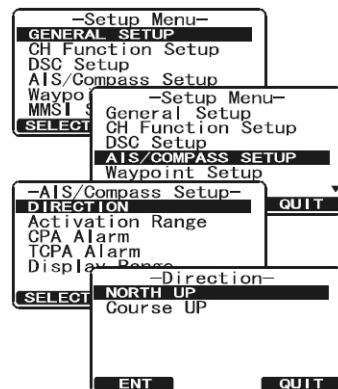 —Setup Menu—
GENERAL SETUP
CH Function Setup
DSC Setup
AIS/Compass Setup
MMSI
SELECT
—Setup Menu—
General Setup
CH Function Setup
DSC Setup
AIS/COMPASS SETUP
Waypoint Setup
QUIT
—AIS/Compass Setup—
DIRECTION
Activation Range
CPA Alarm
TCPA Alarm
Display Range
SELECT
—Direction—
NORTH UP
Course UP
ENT QUIT